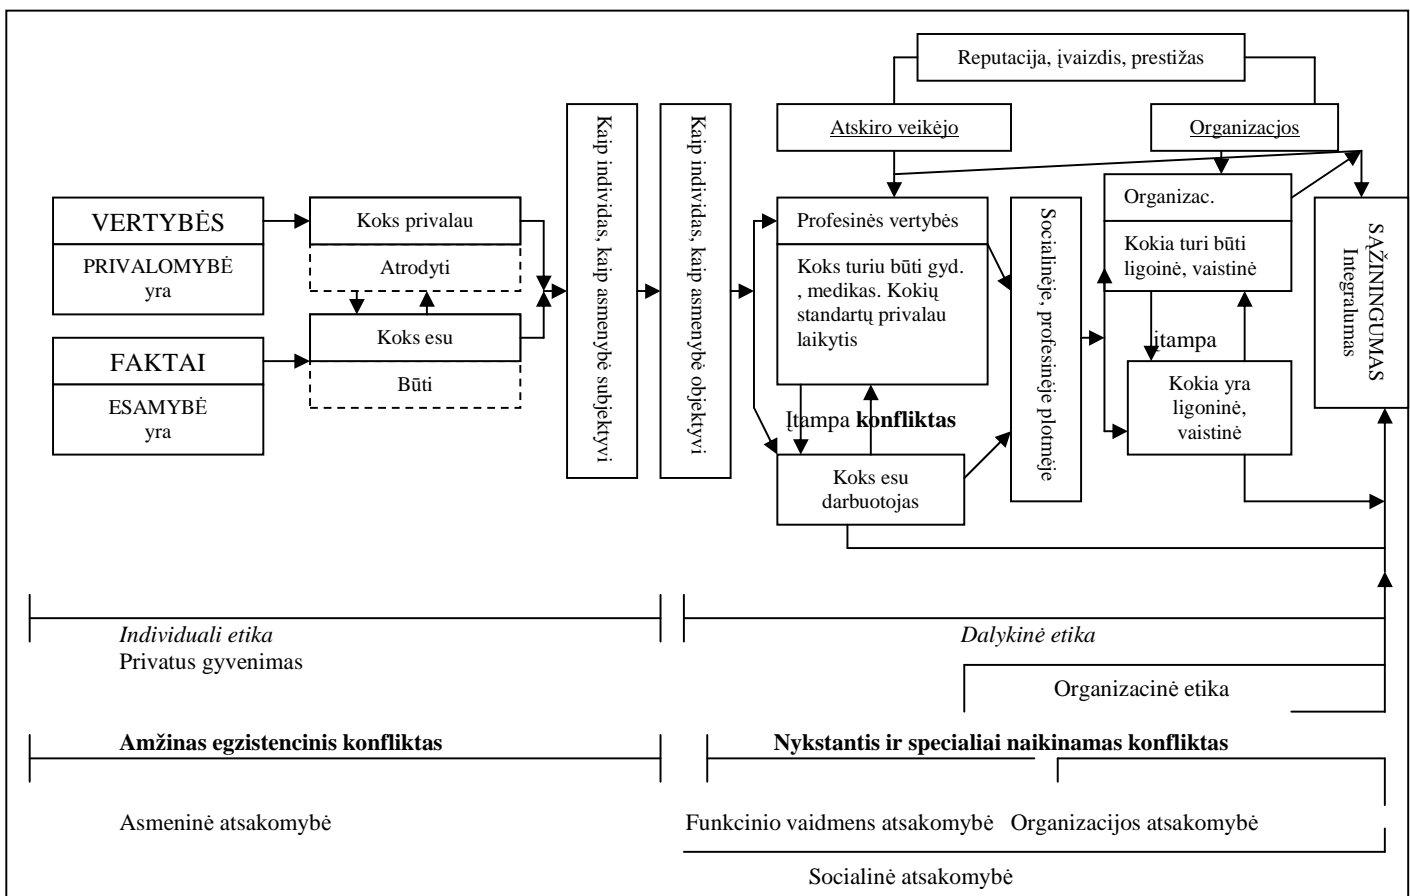 Reputacija, įvaizdis, prestižas
Atskiro veikėjo
Organizacjos
VERTYBĖS
PRIVALOMYBĖ
yra
FAKTAI
ESAMYBĖ
yra
Koks privalau
Atrodyti
Koks esu
Būti
Kaip individas, kaip asmenybė subjektyvi
Kaip individas, kaip asmenybė objektyvi
Profesinės vertybės
Koks turiu būti gyd.
, medikas. Kokių
standartų privalau
laikytis
Įtampa konfliktas
Koks esu
darbuotojas
Socialinėje, profesinėje plotmėje
Organizac.
Kokia turi būti
ligoinė, vaistinė
įtampa
Kokia yra
ligoninė,
vaistinė
SĄŽININGUMAS
Integralumas
Individuali etika
Privatus gyvenimas
Dalykinė etika
Organizacinė etika
Amžinas egzistencinis konfliktas
Nykstantis ir specialiai naikinamas konfliktas
Asmeninė atsakomybė
Funkcinio vaidmens atsakomybė
Organizacijos atsakomybė
Socialinė atsakomybė